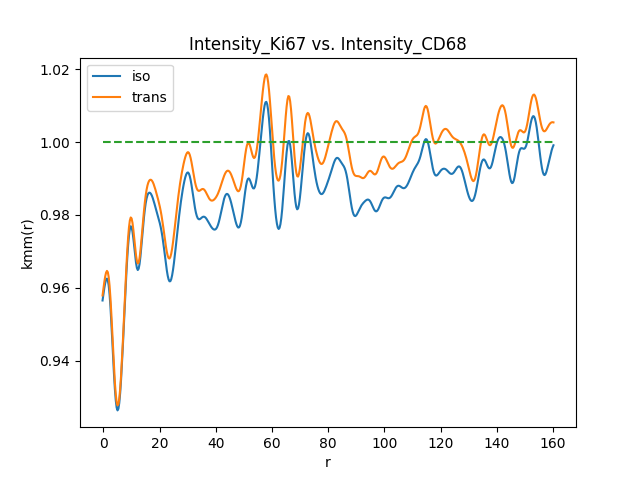 Intensity_Ki67 vs. Intensity_CD68
iso
trans
1.02
1.00
0.98
0.96
0.94
kmm(r)
0 20 40 60 80 100 120 140 160
r